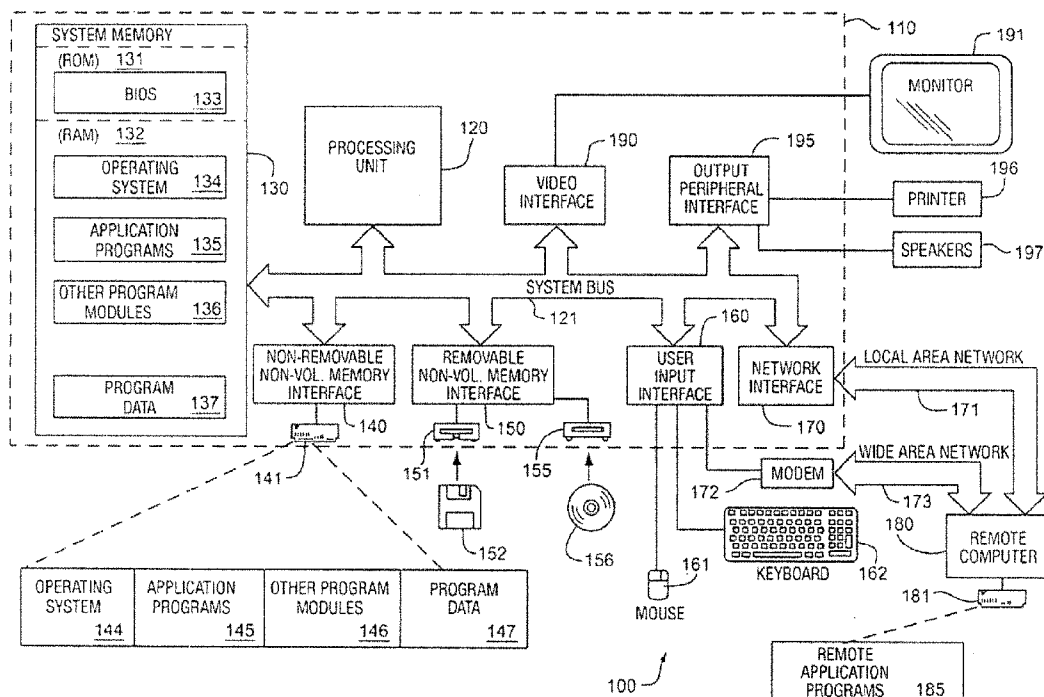 SYSTEM MEMORY
(ROM) 131
BIOS 133
(RAM) 132
OPERATING
SYSTEM 134
APPLICATION
PROGRAMS 135
OTHER PROGRAM
MODULES 136
PROGRAM
DATA 137
130
PROCESSING
UNIT
120
190
VIDEO
INTERFACE
195
OUTPUT
PERIPHERAL
INTERFACE
110
191
MONITOR
196
PRINTER
SPEAKERS
197
SYSTEM BUS
121
NON-REMOVABLE
NON-VOL. MEMORY
INTERFACE
140
REMOVABLE
NON-VOL. MEMORY
INTERFACE
150
160
USER
INPUT
INTERFACE
NETWORK
INTERFACE
170
LOCAL AREA NETWORK
171
141
151
155
152
156
WIDE AREA NETWORK
MODEM
172
173
180
REMOTE
COMPUTER
181
161
MOUSE
KEYBOARD
162
OPERATING
SYSTEM
144
APPLICATION
PROGRAMS
145
OTHER PROGRAM
MODULES
146
PROGRAM
DATA
147
100
REMOTE
APPLICATION
PROGRAMS 185